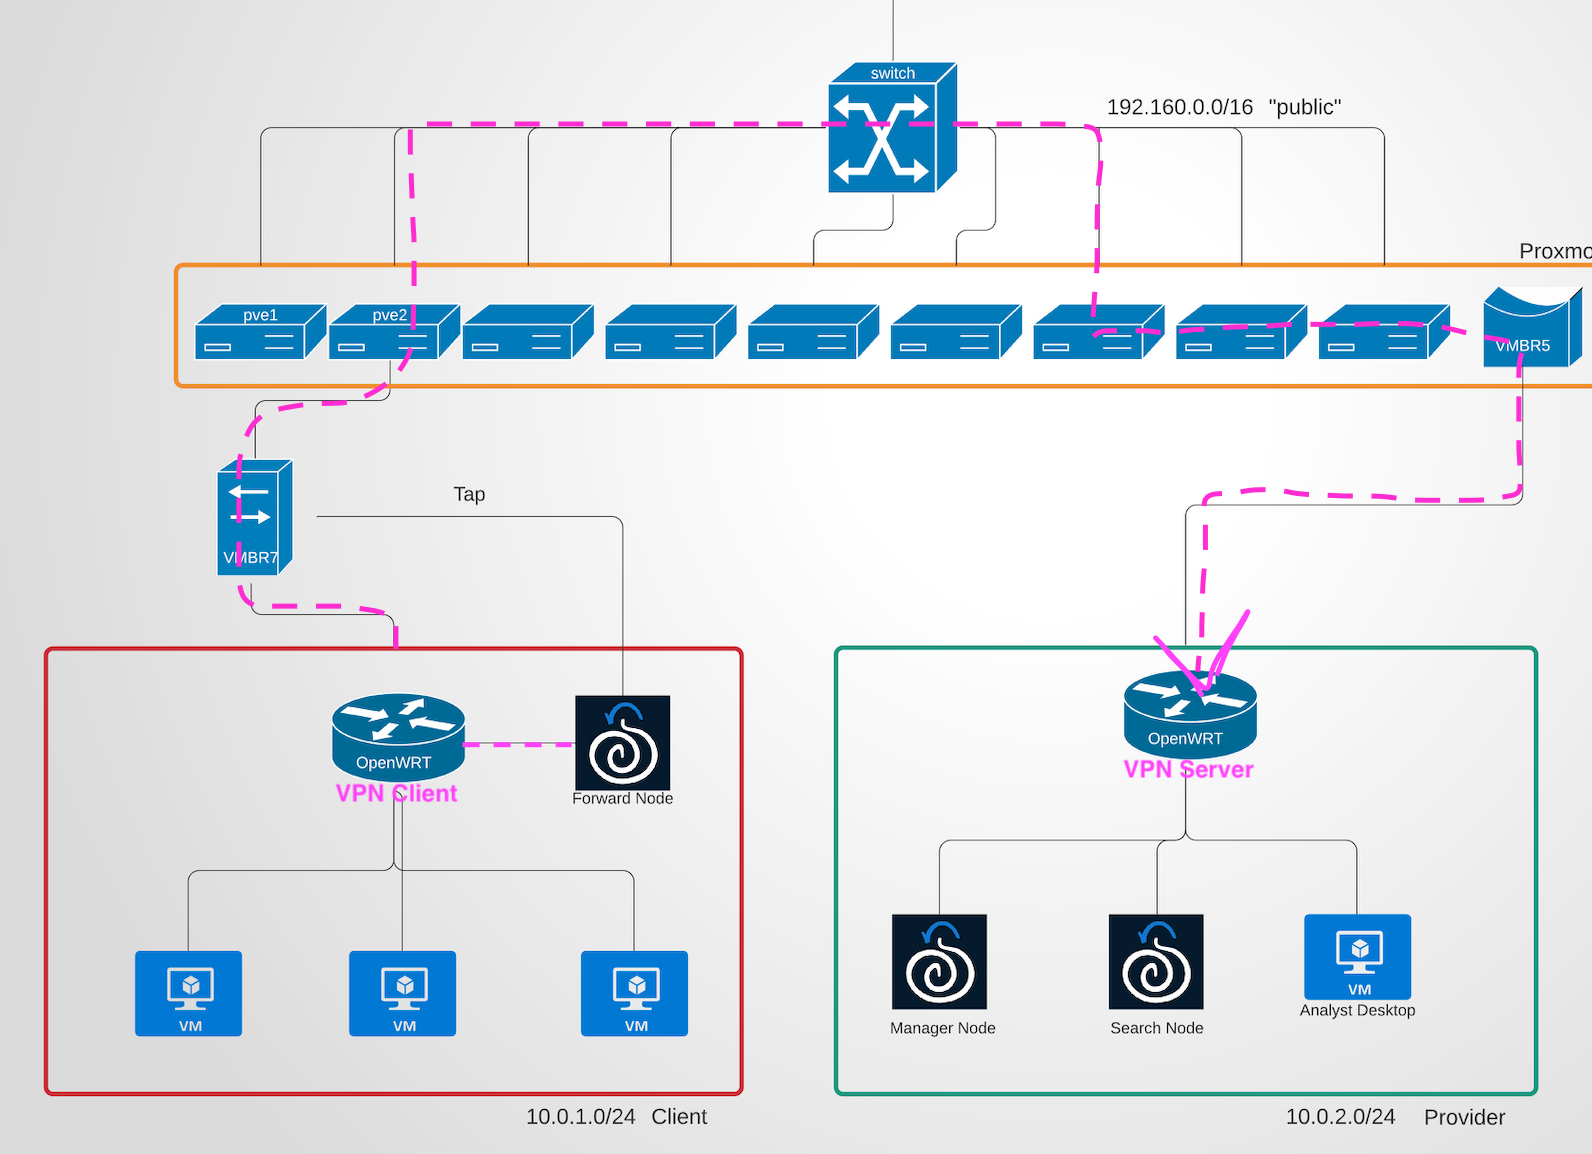 switch
192.160.0.0/16 "public"
Proxmo
pve1
pve2
VMBR5
Tap
VMBR7
OpenWRT
VPN Client
Forward Node
OpenWRT
VPN Server
VM
VM
VM
Manager Node
Search Node
VM
Analyst Desktop
10.0.1.0/24 Client
10.0.2.0/24 Provider